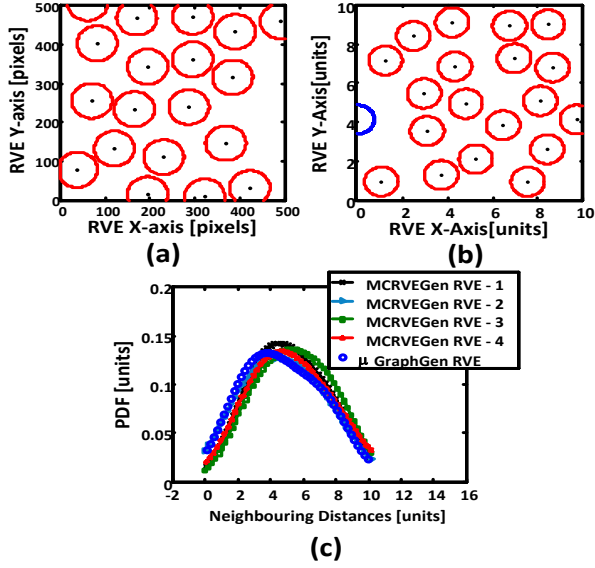 500
400
300
200
100
0
RVE Y-axis [pixels]
0 100 200 300 400 500
RVE X-axis [pixels]
(a)
10
8
6
4
2
0
RVE Y-Axis[units]
0 2 4 6 8 10
RVE X-Axis[units]
(b)
MCRVEGen RVE - 1
MCRVEGen RVE - 2
MCRVEGen RVE - 3
MCRVEGen RVE - 4
μ GraphGen RVE
0.2
0.15
0.10
0.05
0
PDF [units]
-2 0 2 4 6 8 10 12 14 16
Neighbouring Distances [units]
(c)